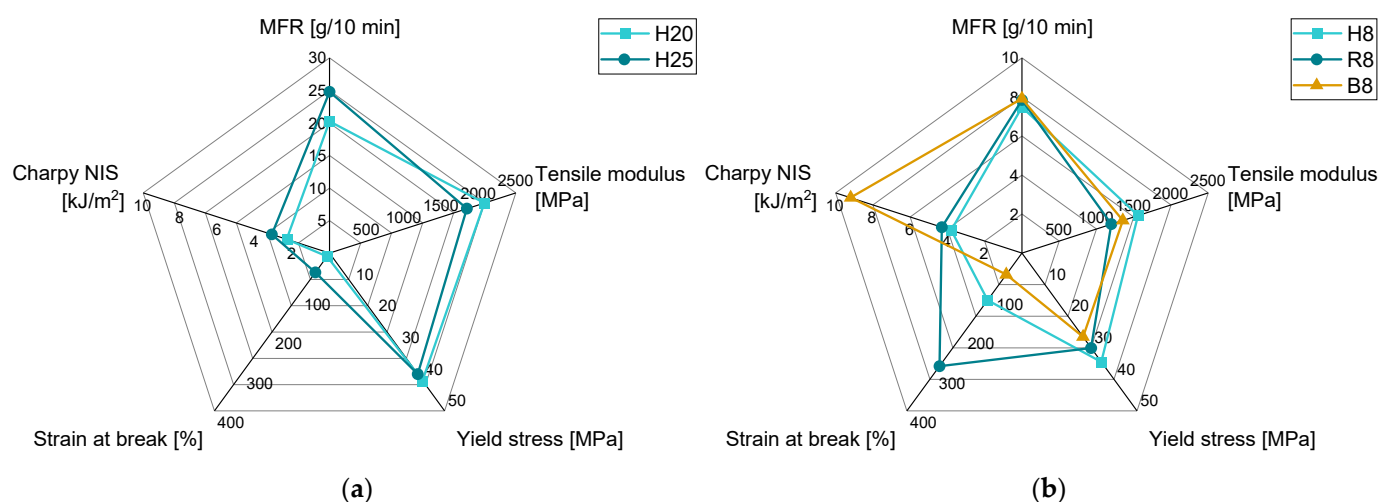 MFR [g/10 min]
H20
H25
30
25
20
15
10
5
Tensile modulus
[MPa]
2500
2000
1500
1000
500
Charpy NIS
[kJ/m²]
10
8
6
4
2
10
20
30
40
50
100
200
300
400
Strain at break [%]
Yield stress [MPa]
(a)
MFR [g/10 min]
H8
R8
B8
10
8
6
4
2
Tensile modulus
[MPa]
2500
2000
1500
1000
500
Charpy NIS
[kJ/m²]
10
8
6
4
2
10
20
30
40
50
100
200
300
400
Strain at break [%]
Yield stress [MPa]
(b)